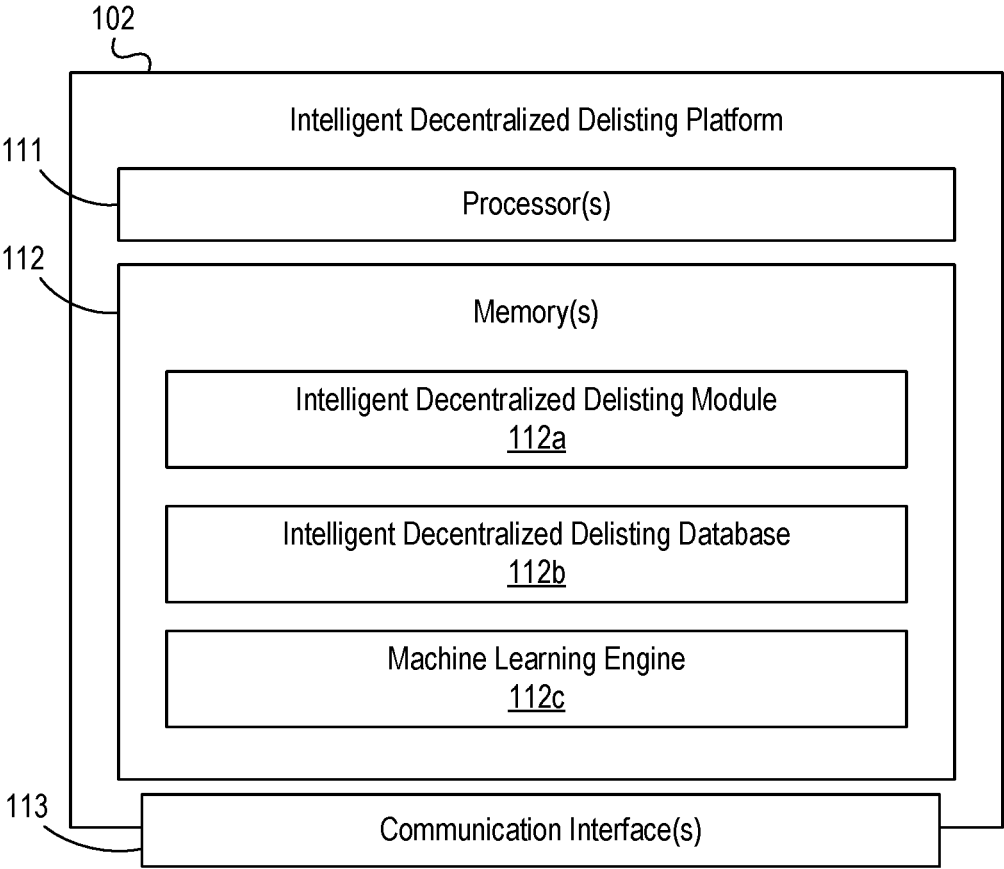 102
Intelligent Decentralized Delisting Platform
111
Processor(s)
112
Memory(s)
Intelligent Decentralized Delisting Module
112a
Intelligent Decentralized Delisting Database
112b
Machine Learning Engine
112c
113
Communication Interface(s)